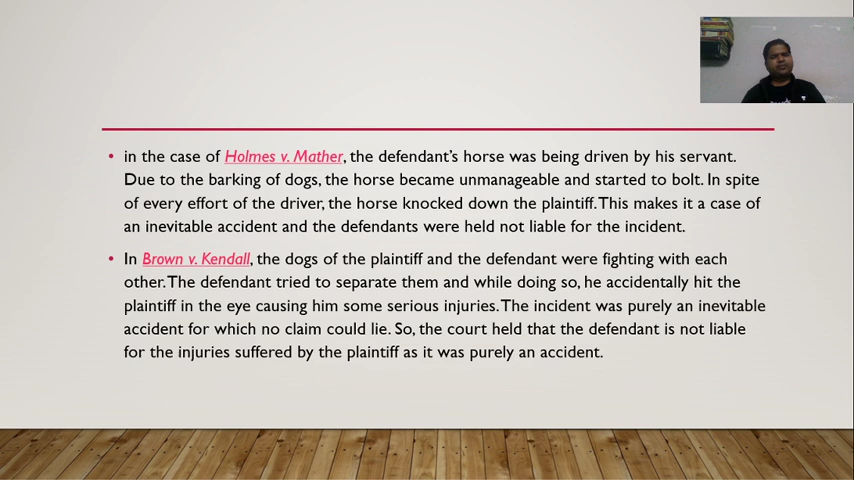 • in the case of Holmes v. Mather, the defendant's horse was being driven by his servant.
Due to the barking of dogs, the horse became unmanageable and started to bolt. In spite
of every effort of the driver, the horse knocked down the plaintiff.This makes it a case of
an inevitable accident and the defendants were held not liable for the incident.
• In Brown v. Kendall, the dogs of the plaintiff and the defendant were fighting with each
other.The defendant tried to separate them and while doing so, he accidentally hit the
plaintiff in the eye causing him some serious injuries.The incident was purely an inevitable
accident for which no claim could lie. So, the court held that the defendant is not liable
for the injuries suffered by the plaintiff as it was purely an accident.